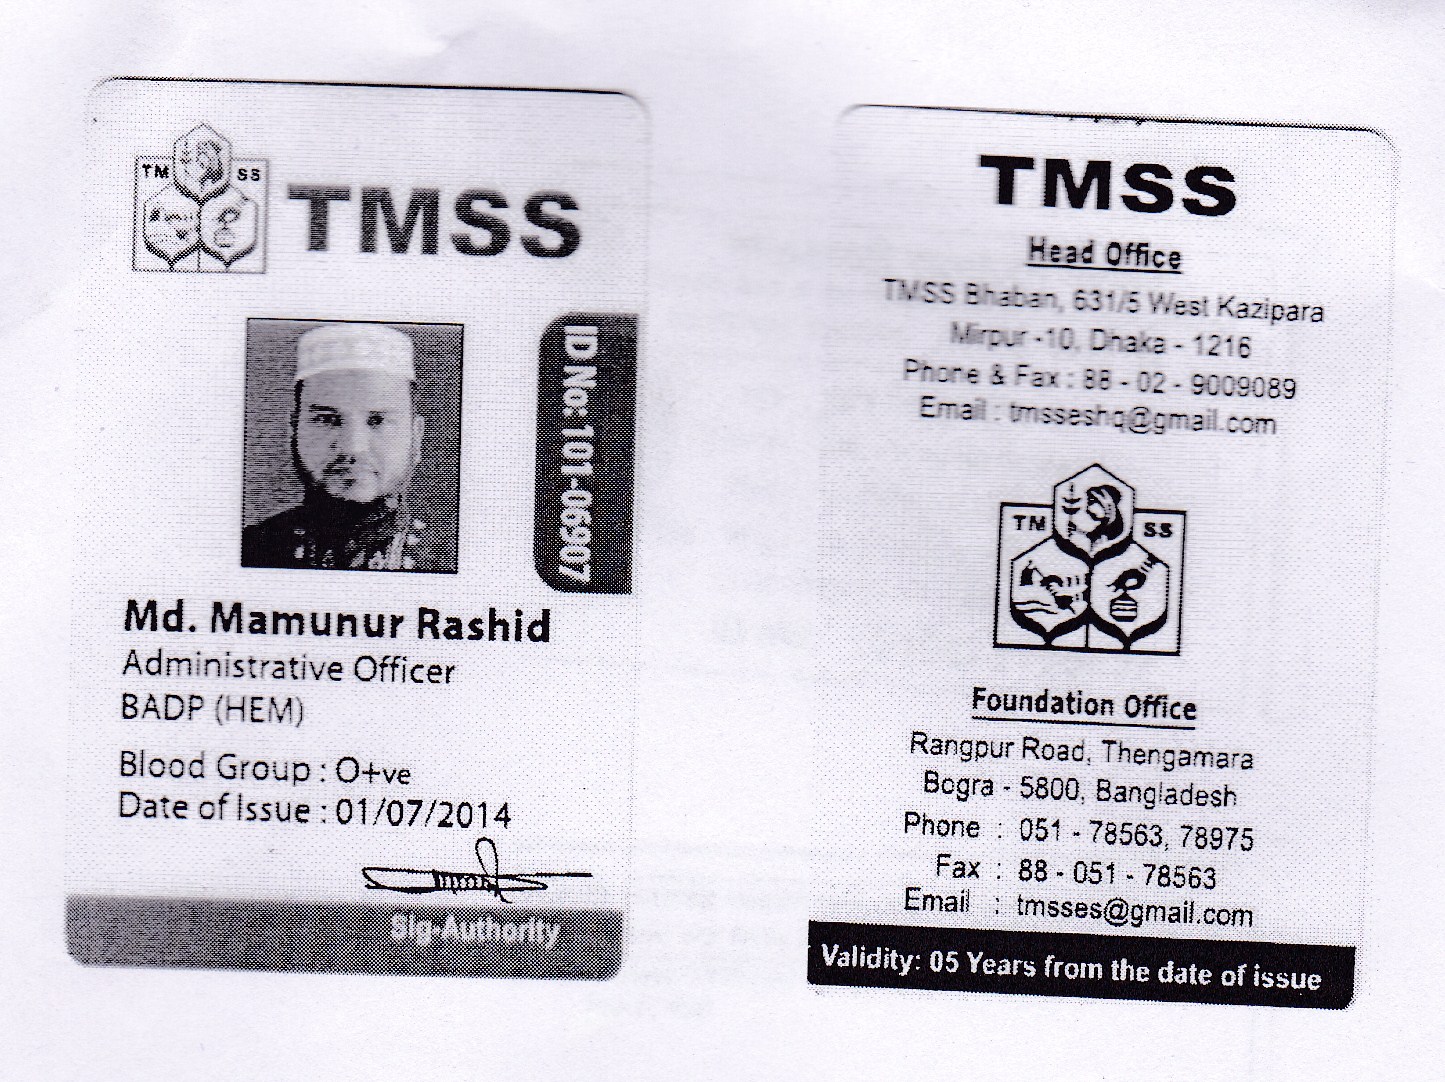 TM SS
TMSS
ID No: 101-06907
Md. Mamunur Rashid
Administrative Officer
BADP (HEM)
Blood Group : O+ve
Date of Issue : 01/07/2014
Sig-Authority
TMSS
Head Office
TMSS Bhaban, 631/5 West Kazipara
Mirpur -10, Dhaka - 1216
Phone & Fax : 88 - 02 - 9009089
Email : tmsseshq@gmail.com
TM SS
Foundation Office
Rangpur Road, Thengamara
Bogra - 5800, Bangladesh
Phone : 051 - 78563, 78975
Fax : 88 - 051 - 78563
Email : tmsses@gmail.com
Validity: 05 Years from the date of issue